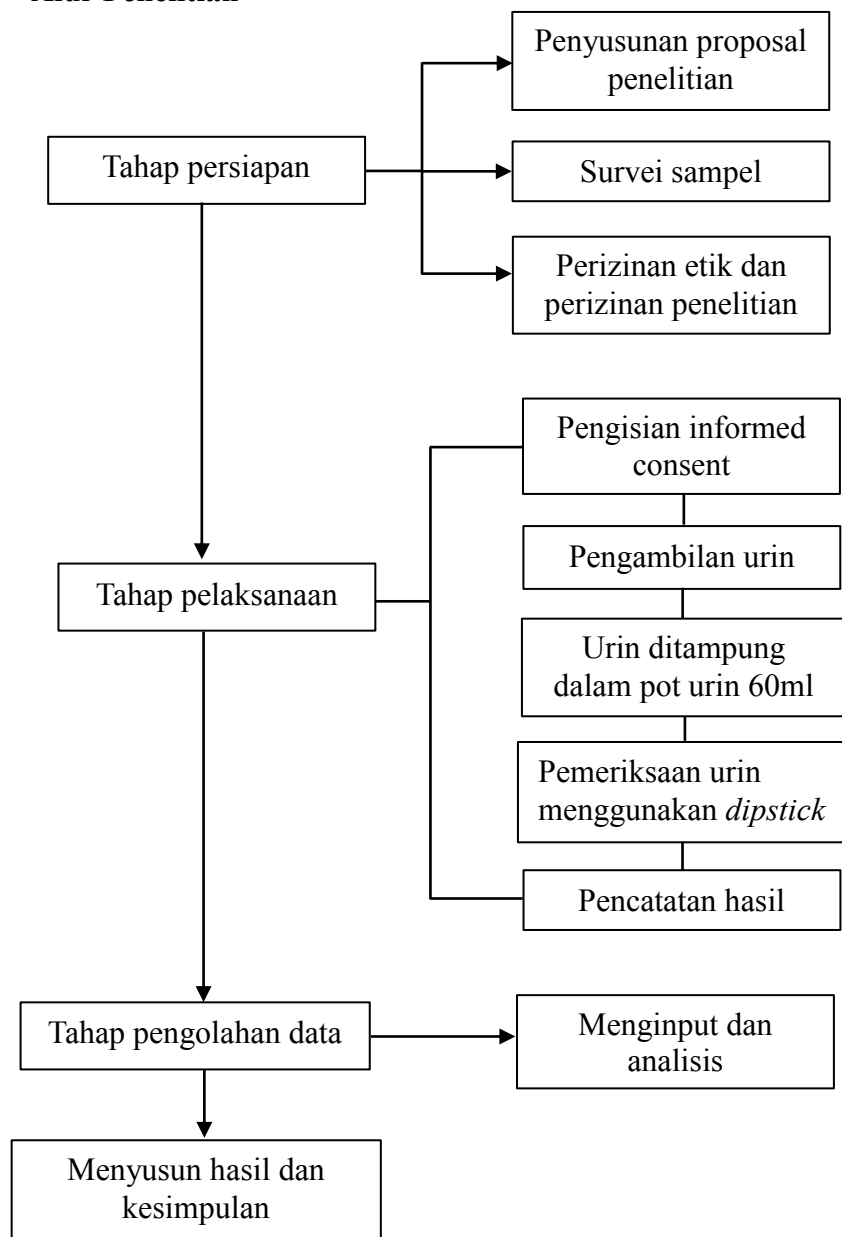 Penyusunan proposal
penelitian
Tahap persiapan
Survei sampel
Perizinan etik dan
perizinan penelitian
Pengisian informed
consent
Pengambilan urin
Tahap pelaksanaan
Urin ditampung
dalam pot urin 60ml
Pemeriksaan urin
menggunakan dipstick
Pencatatan hasil
Tahap pengolahan data
Menginput dan
analisis
Menyusun hasil dan
kesimpulan